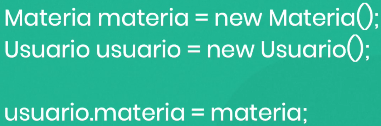 Materia materia = new Materia();
Usuario usuario = new Usuario();
usuario.materia = materia;